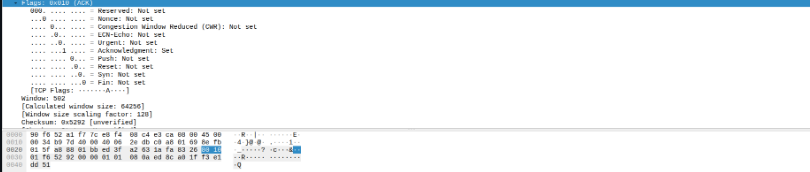 Flags: 0x010 (ACK)
000. .... .... = Reserved: Not set
...0 .... .... = Nonce: Not set
.... 0... .... = Congestion Window Reduced (CWR): Not set
.... .0.. .... = ECN-Echo: Not set
.... ..0. .... = Urgent: Not set
.... ...1 .... = Acknowledgment: Set
.... .... 0... = Push: Not set
.... .... .0.. = Reset: Not set
.... .... ..0. = Syn: Not set
.... .... ...0 = Fin: Not set
[TCP Flags: ·······A····]
Window: 502
[Calculated window size: 64256]
[Window size scaling factor: 128]
Checksum: 0x5292 [unverified]
0000 90 f6 52 a1 f7 7c e8 f4 08 c4 e3 ca 08 00 45 00 ··R··|·· ······E·
0010 00 34 b9 7d 40 00 40 06 2e db c0 a8 01 69 8e fb ·4·}@·@· .····i··
0020 01 5f a8 88 01 bb ed 3f a2 63 1a fa 83 26 80 10 ·_·····? ·c···&··
0030 01 f6 52 92 00 00 01 01 08 0a ed 8c a0 1f f3 e1 ··R····· ········
0040 dd 51 ·Q